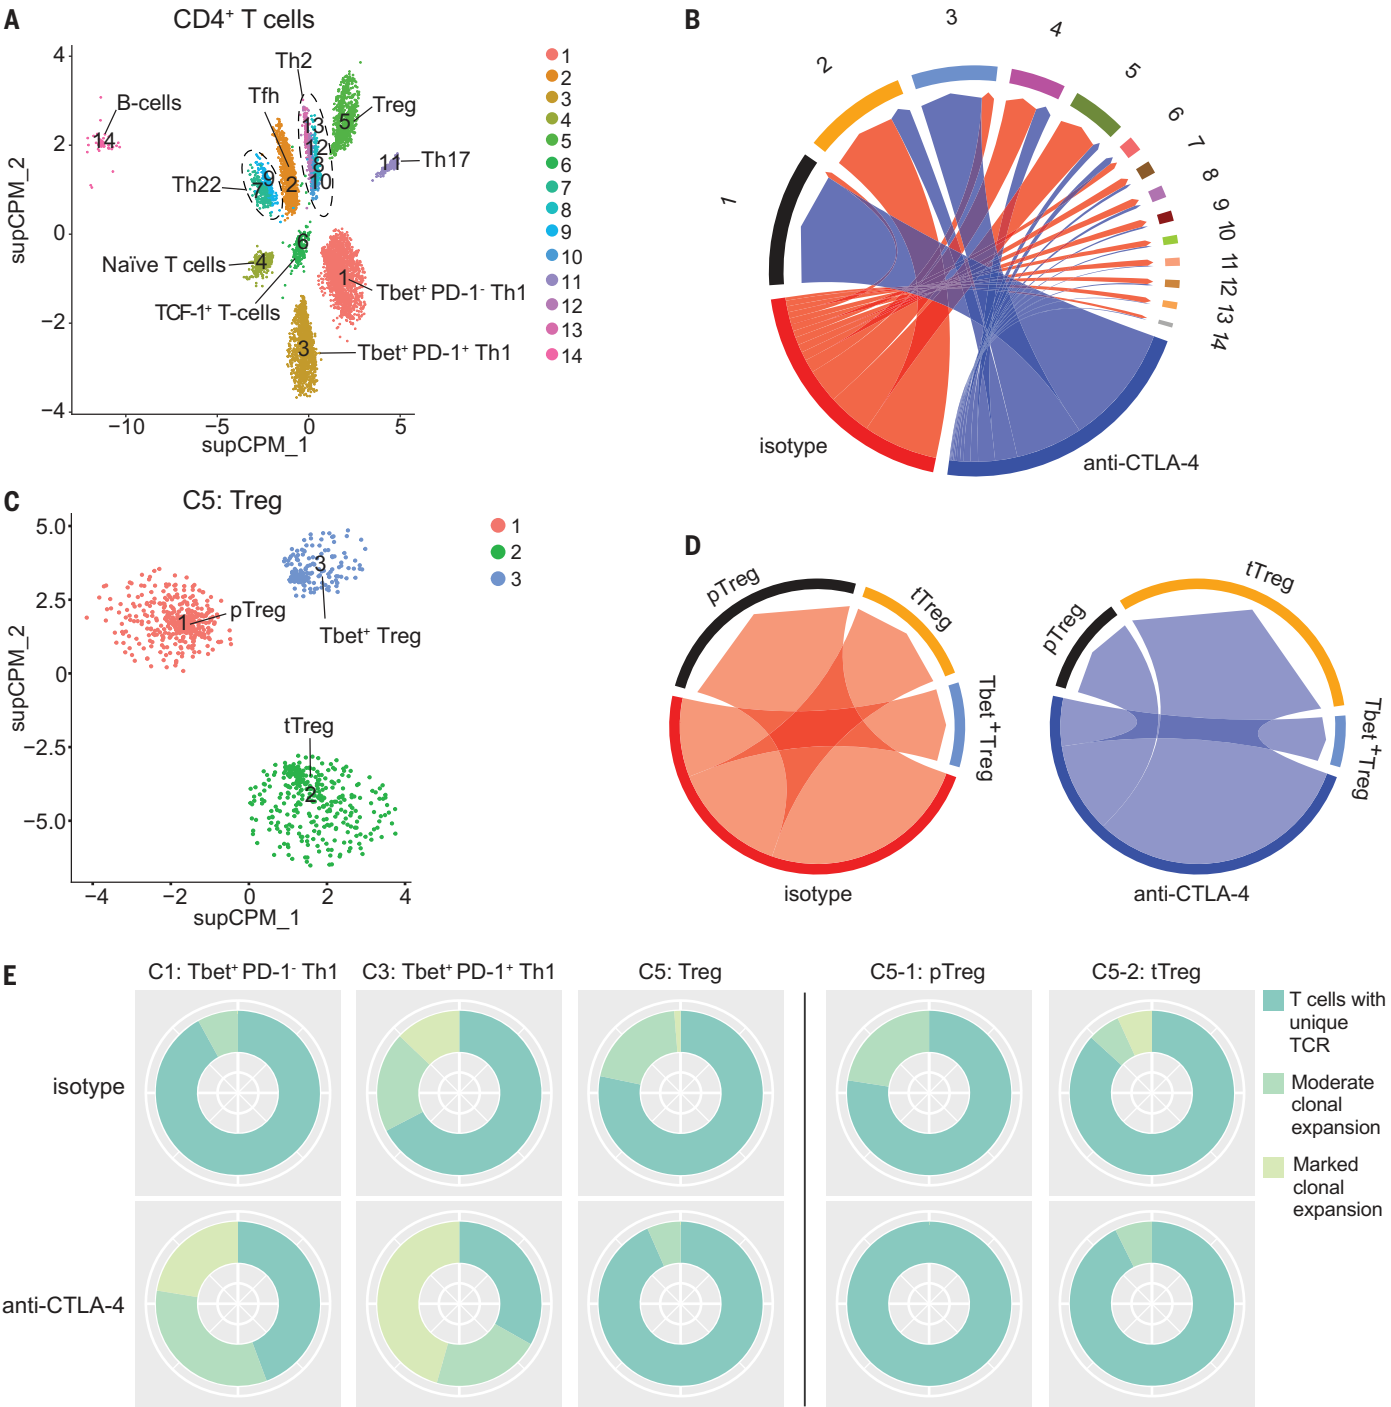 A
CD4⁺ T cells
4
2
0
−2
−4
−10
−5
0
5
supCPM_1
supCPM_2
B-cells
14
Th2
Tfh
Treg
Th17
Th22
Naïve T cells
TCF-1⁺ T-cells
Tbet⁺ PD-1⁻ Th1
Tbet⁺ PD-1⁺ Th1
13
12
8
10
5
11
7
9
2
6
4
1
3
1
2
3
4
5
6
7
8
9
10
11
12
13
14
B
1
2
3
4
5
6
7
8
9
10
11
12
13
14
isotype
anti-CTLA-4
C
C5: Treg
5.0
2.5
0
−2.5
−5.0
−4
−2
0
2
4
supCPM_1
supCPM_2
1
pTreg
3
Tbet⁺ Treg
tTreg
2
1
2
3
D
pTreg
tTreg
Tbet⁺Treg
isotype
pTreg
tTreg
Tbet⁺Treg
anti-CTLA-4
E
C1: Tbet⁺ PD-1⁻ Th1
C3: Tbet⁺ PD-1⁺ Th1
C5: Treg
C5-1: pTreg
C5-2: tTreg
isotype
anti-CTLA-4
T cells with
unique
TCR
Moderate
clonal
expansion
Marked
clonal
expansion